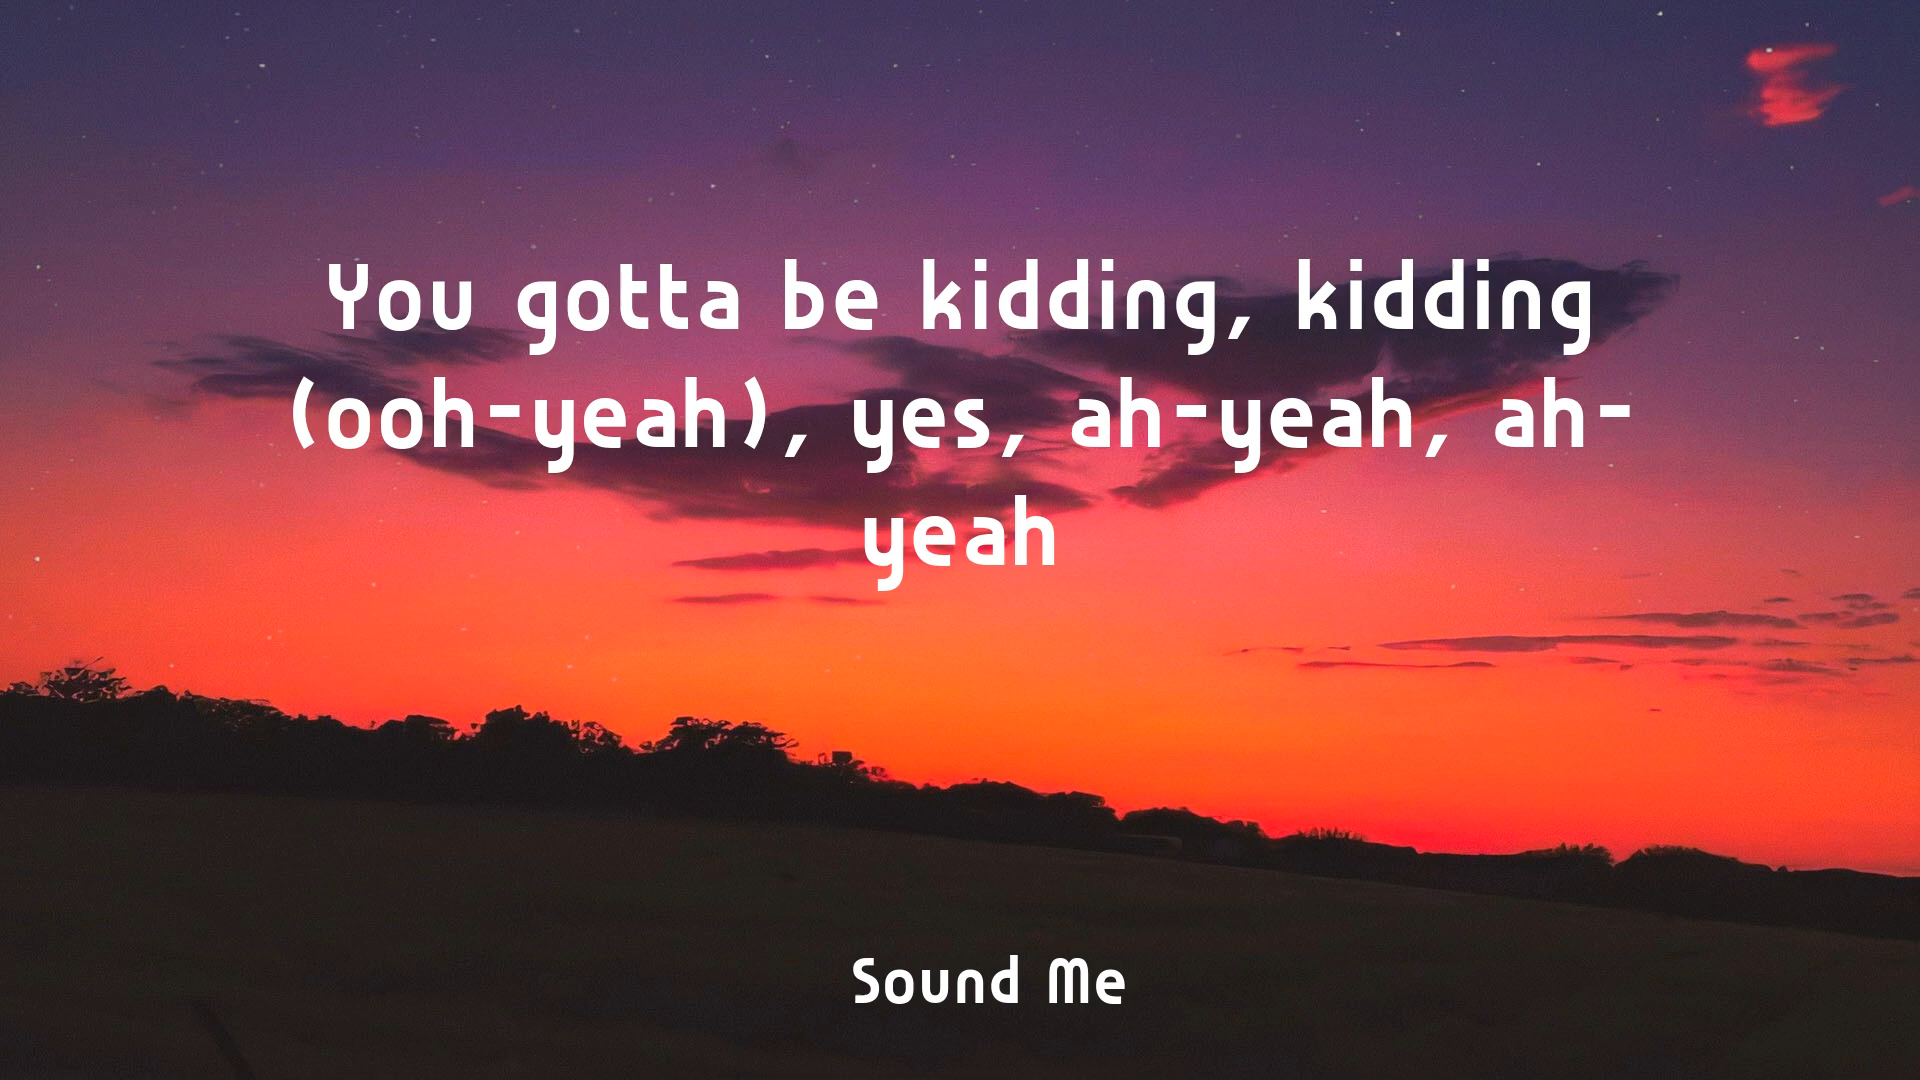 You gotta be kidding, kidding
(ooh-yeah), yes, ah-yeah, ah-
yeah
Sound Me